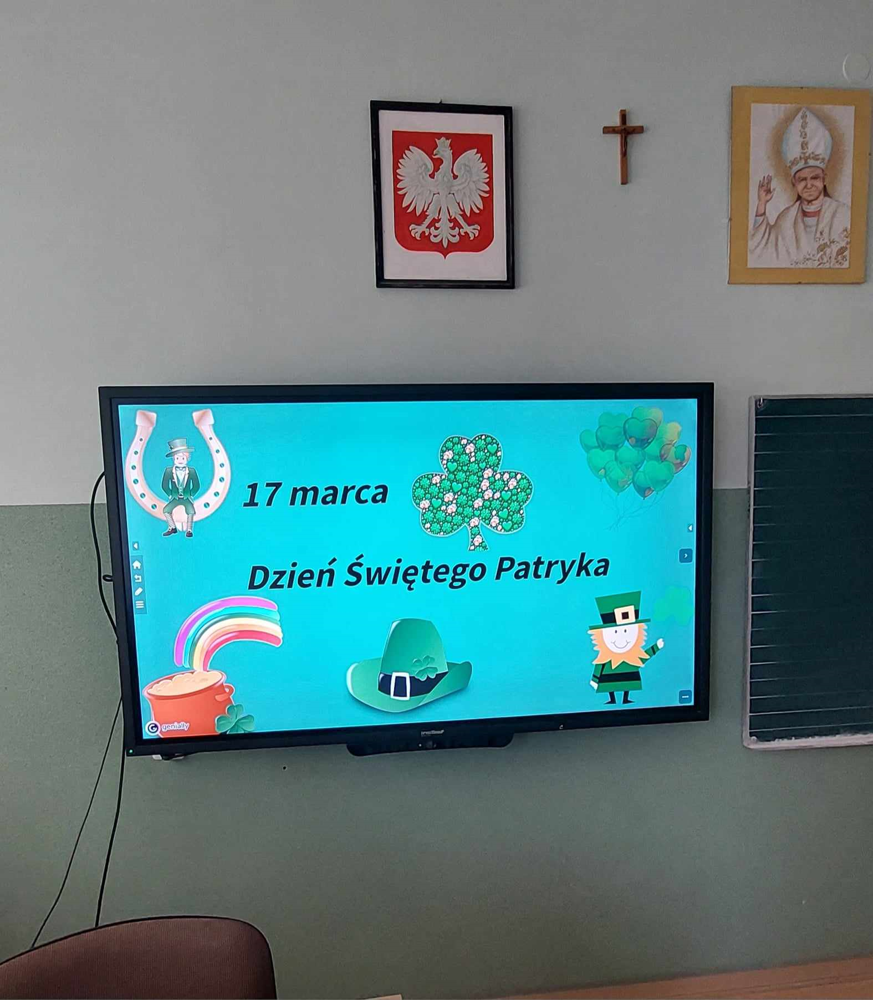 17 marca
Dzień Świętego Patryka
genially